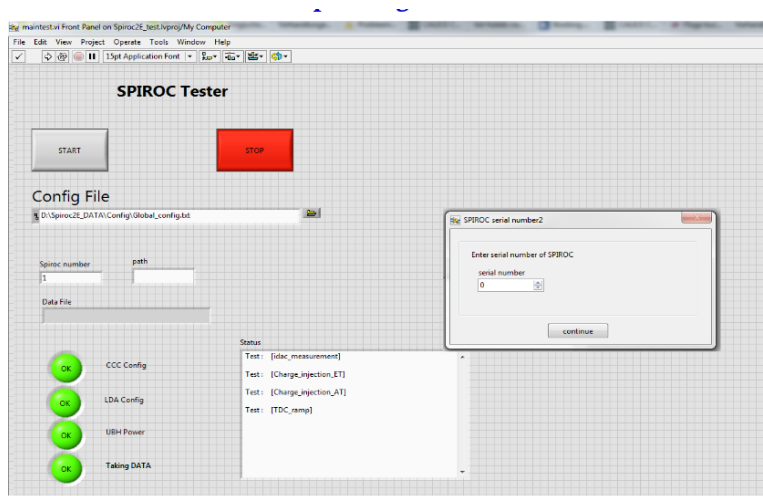 maintest.vi Front Panel on Spiroc2E_test.lvproj/My Computer
File Edit View Project Operate Tools Window Help
15pt Application Font
SPIROC Tester
START
STOP
Config File
D:\Spiroc2E_DATA\Config\Global_config.txt
SPIROC serial number2
Enter serial number of SPIROC
serial number
0
continue
Spiroc number
path
1
Data File
Status
Test : [idac_measurement]
Test : [Charge_injection_ET]
Test : [Charge_injection_AT]
Test : [TDC_ramp]
OK
CCC Config
OK
LDA Config
OK
UBH Power
OK
Taking DATA